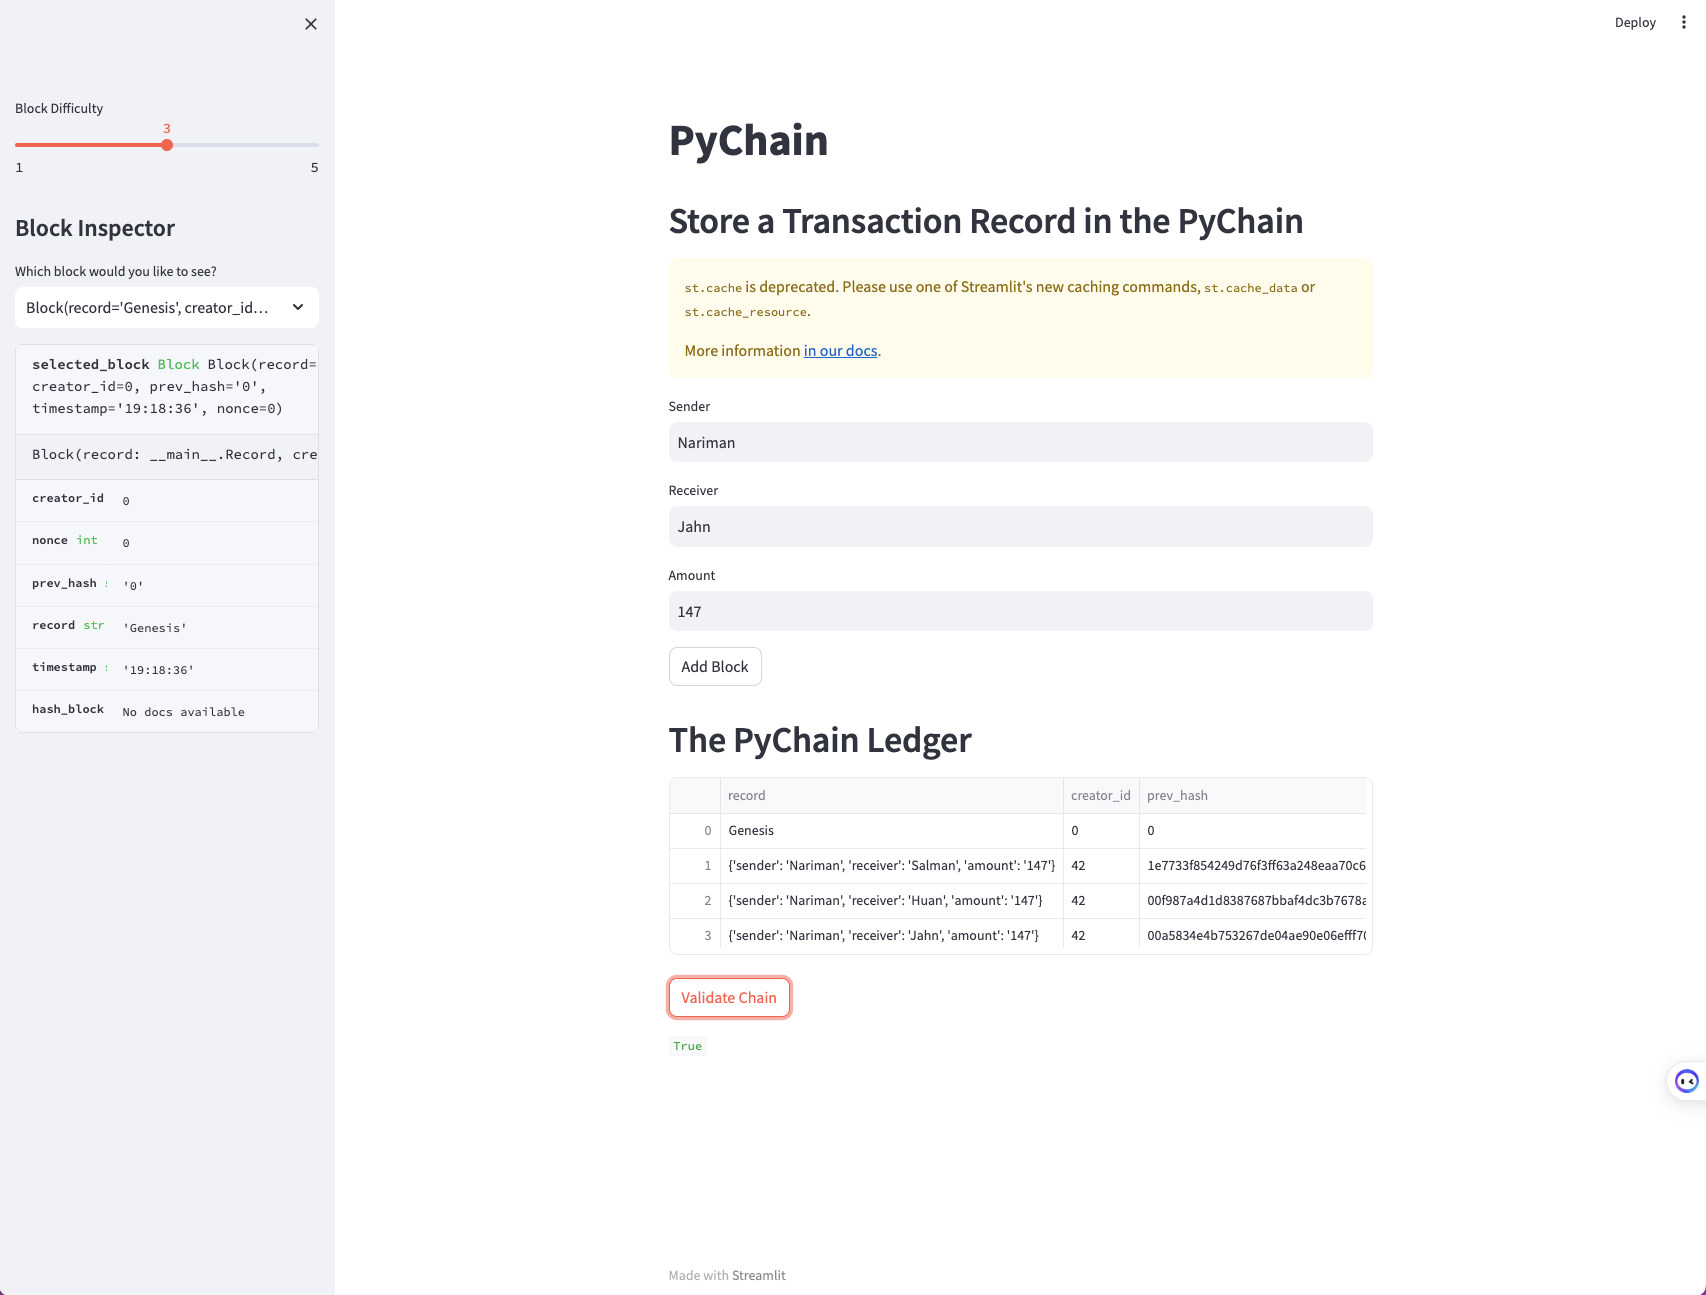 Deploy
Block Difficulty
3
1 5
Block Inspector
Which block would you like to see?
Block(record='Genesis', creator_id...
selected_block Block Block(record=
creator_id=0, prev_hash='0',
timestamp='19:18:36', nonce=0)
Block(record: __main__.Record, cre
creator_id 0
nonce int 0
prev_hash '0'
record str 'Genesis'
timestamp '19:18:36'
hash_block No docs available
PyChain
Store a Transaction Record in the PyChain
st.cache is deprecated. Please use one of Streamlit's new caching commands, st.cache_data or
st.cache_resource.
More information in our docs.
Sender
Nariman
Receiver
Jahn
Amount
147
Add Block
The PyChain Ledger
record creator_id prev_hash
0 Genesis 0 0
1 {'sender': 'Nariman', 'receiver': 'Salman', 'amount': '147'} 42 1e7733f854249d76f3ff63a248eaa70c6
2 {'sender': 'Nariman', 'receiver': 'Huan', 'amount': '147'} 42 00f987a4d1d8387687bbaf4dc3b7678a
3 {'sender': 'Nariman', 'receiver': 'Jahn', 'amount': '147'} 42 00a5834e4b753267de04ae90e06efff70
Validate Chain
True
Made with Streamlit